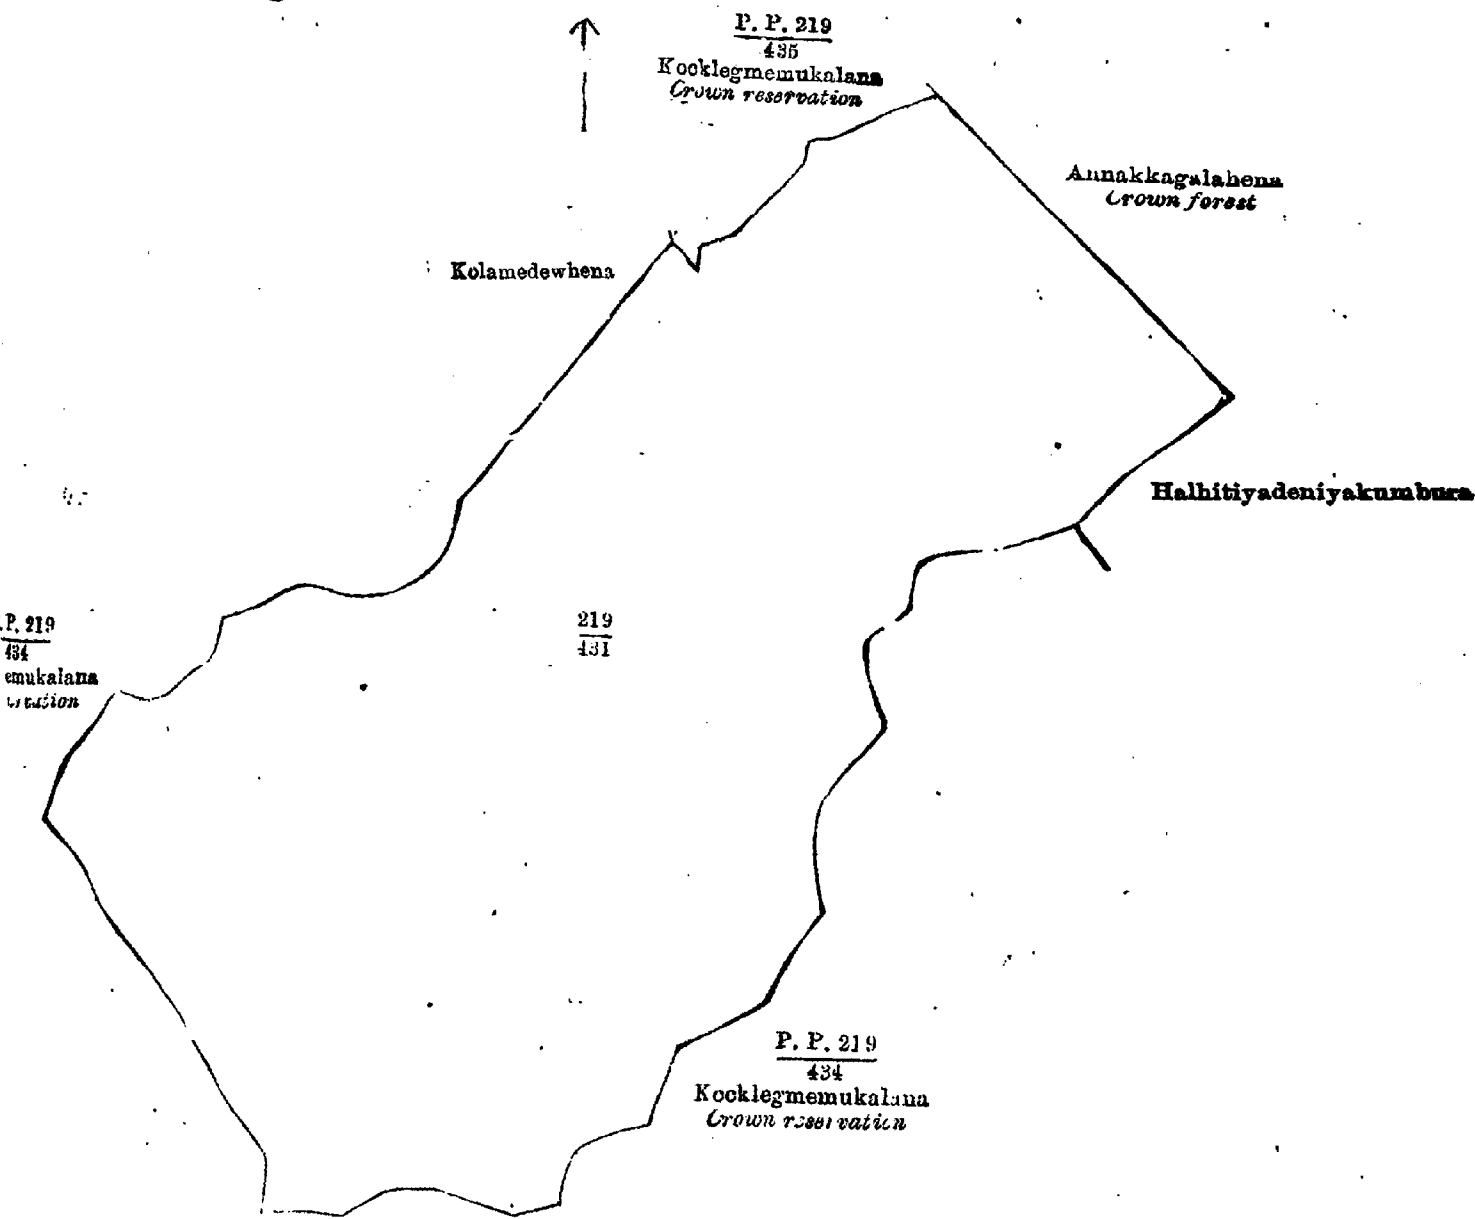 P. P. 219
435
Kocklegmemukalana
Crown reservation
Annakkagalahena
Crown forest
Kolamedewhena
Halhitiyadeniyakumbura
.P. 219
434
emukalana
219
431
P. P. 219
434
Kocklegmemukalana
Crown reservation